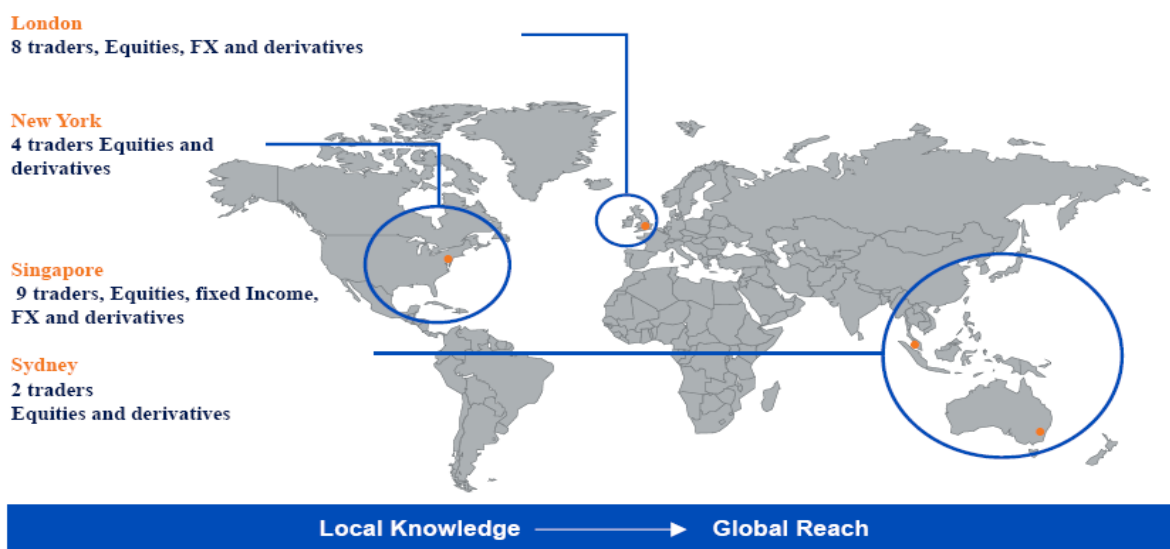 London
8 traders, Equities, FX and derivatives
New York
4 traders Equities and
derivatives
Singapore
9 traders, Equities, fixed Income,
FX and derivatives
Sydney
2 traders
Equities and derivatives
Local Knowledge
Global Reach